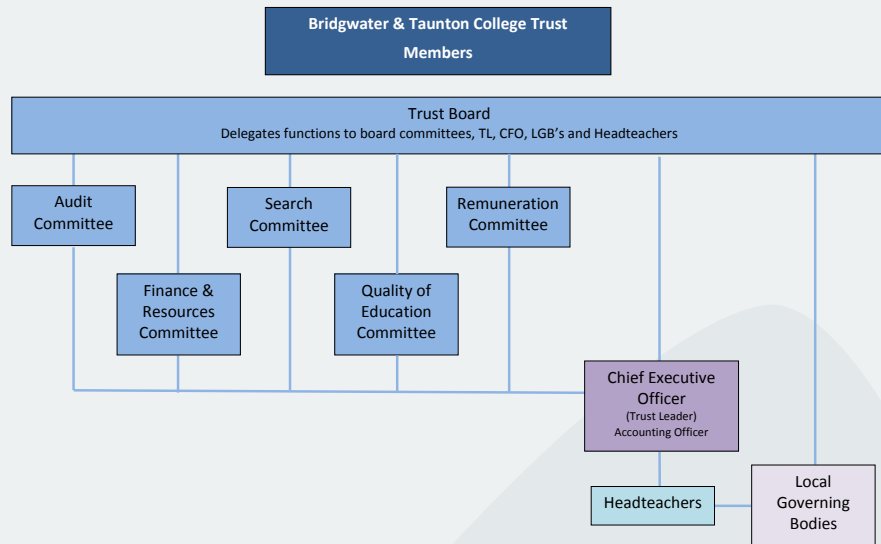 Bridgwater & Taunton College Trust
Members
Trust Board
Delegates functions to board committees, TL, CFO, LGB's and Headteachers
Audit
Committee
Search
Committee
Remuneration
Committee
Finance &
Resources
Committee
Quality of
Education
Committee
Chief Executive
Officer
(Trust Leader)
Accounting Officer
Headteachers
Local
Governing
Bodies